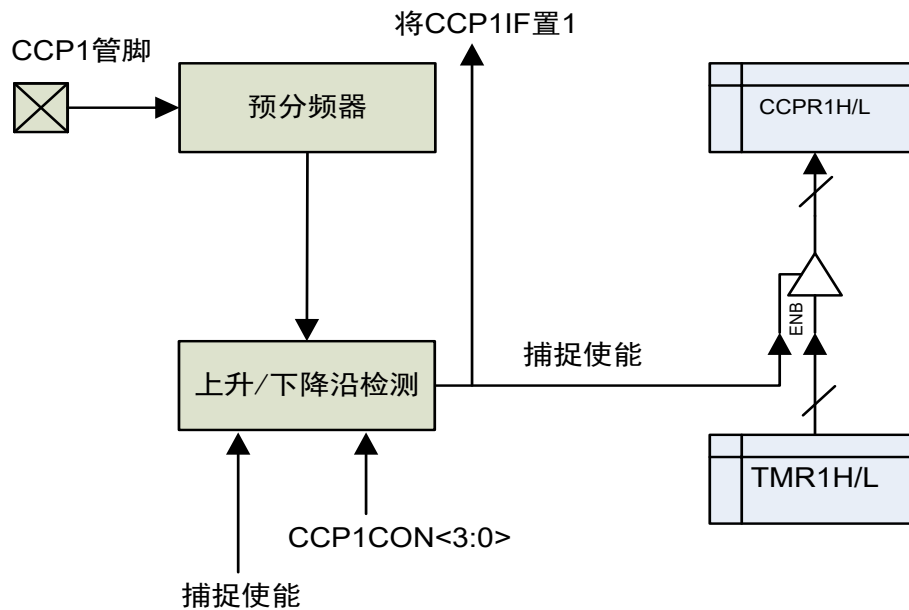 将CCP1IF置1
CCP1管脚
预分频器
CCPR1H/L
ENB
捕捉使能
上升/下降沿检测
TMR1H/L
CCP1CON<3:0>
捕捉使能